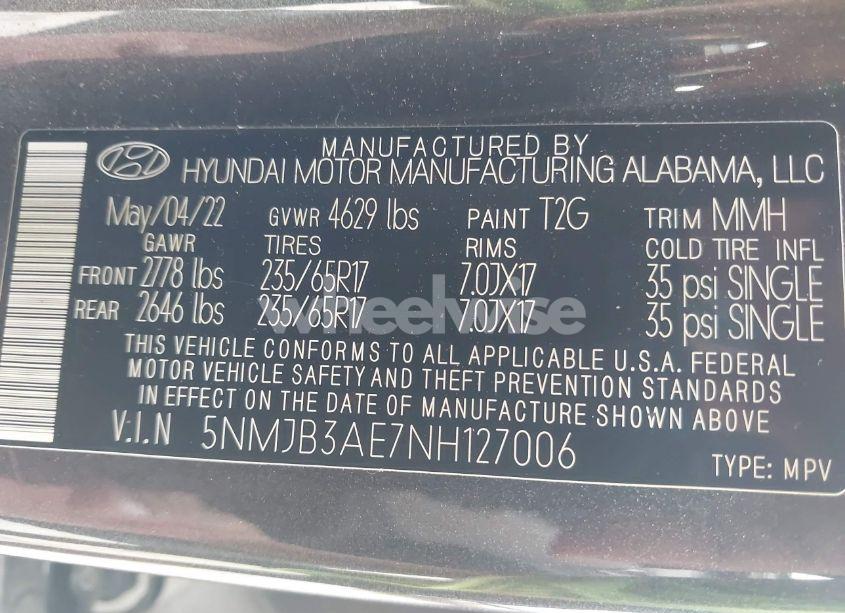 MANUFACTURED BY
HYUNDAI MOTOR MANUFACTURING ALABAMA, LLC
May/04/22 GVWR 4629 lbs PAINT T2G TRIM MMH
GAWR TIRES RIMS COLD TIRE INFL
FRONT 2778 lbs 235/65R17 7.0JX17 35 psi SINGLE
REAR 2646 lbs 235/65R17 7.0JX17 35 psi SINGLE
wheelwise
THIS VEHICLE CONFORMS TO ALL APPLICABLE U.S.A. FEDERAL
MOTOR VEHICLE SAFETY AND THEFT PREVENTION STANDARDS
IN EFFECT ON THE DATE OF MANUFACTURE SHOWN ABOVE
V.I.N 5NMJB3AE7NH127006
TYPE: MPV